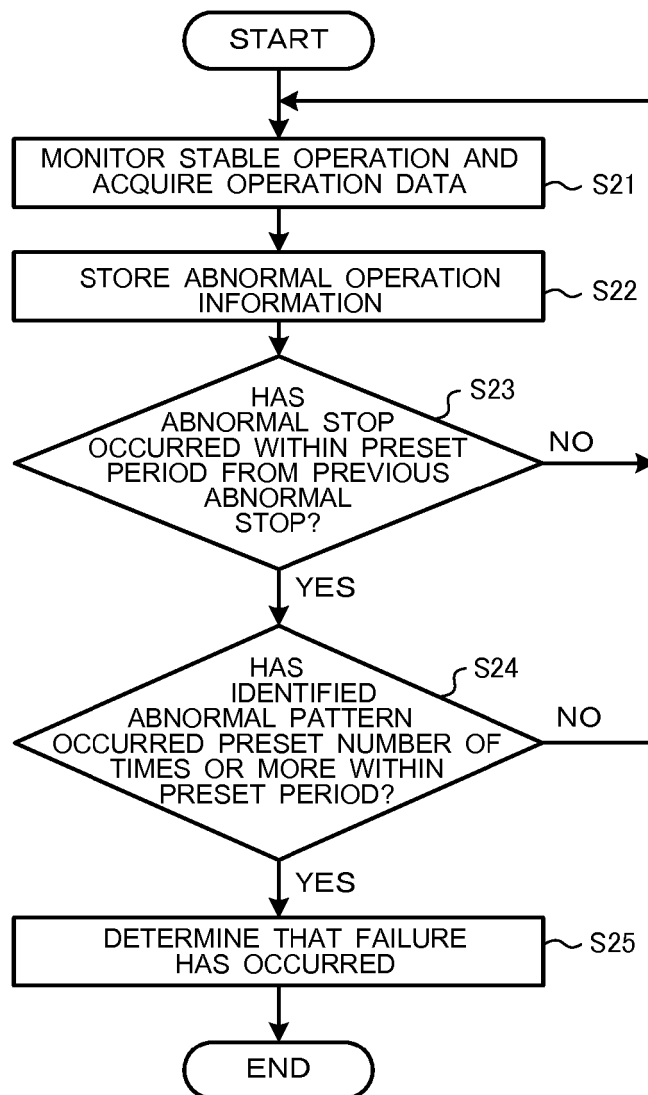 START
MONITOR STABLE OPERATION AND
ACQUIRE OPERATION DATA
S21
STORE ABNORMAL OPERATION
INFORMATION
S22
HAS
ABNORMAL STOP
OCCURRED WITHIN PRESET
PERIOD FROM PREVIOUS
ABNORMAL
STOP?
S23
NO
YES
HAS
IDENTIFIED
ABNORMAL PATTERN
OCCURRED PRESET NUMBER OF
TIMES OR MORE WITHIN
PRESET PERIOD?
S24
NO
YES
DETERMINE THAT FAILURE
HAS OCCURRED
S25
END